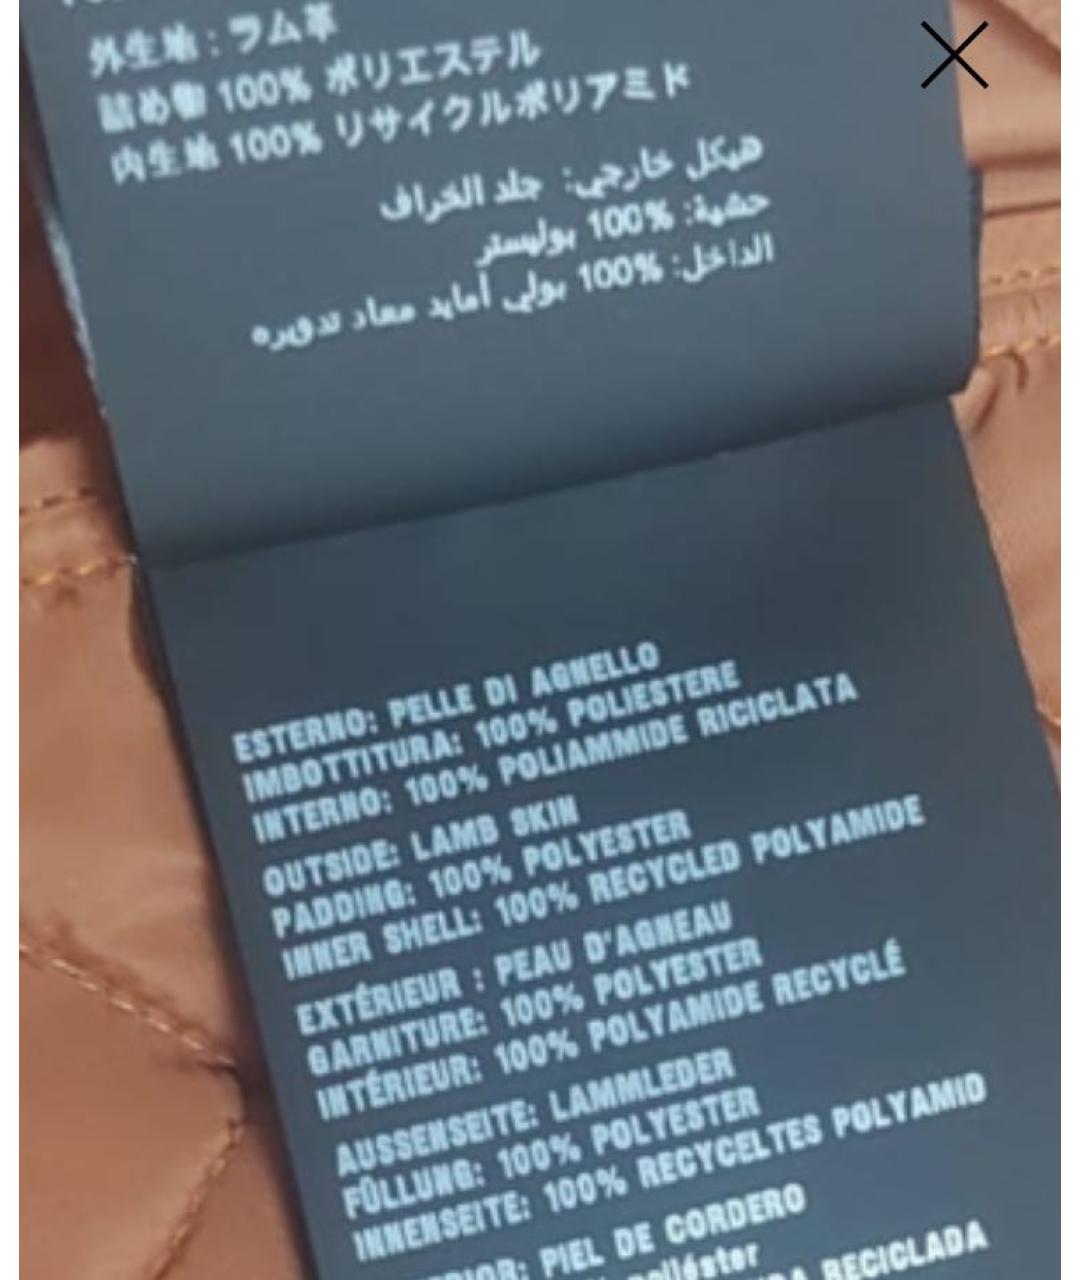 外生地 : ラム革
詰め物 100% ポリエステル
内生地 100% リサイクルポリアミド
هيكل خارجي: جلد الخراف
حشية: 100% بوليستر
الداخل: 100% بولي أمايد معاد تدويره
ESTERNO: PELLE DI AGNELLO
IMBOTTITURA: 100% POLIESTERE
INTERNO: 100% POLIAMMIDE RICICLATA
OUTSIDE: LAMB SKIN
PADDING: 100% POLYESTER
INNER SHELL: 100% RECYCLED POLYAMIDE
EXTÉRIEUR : PEAU D'AGNEAU
GARNITURE: 100% POLYESTER
INTÉRIEUR: 100% POLYAMIDE RECYCLÉ
AUSSENSEITE: LAMMLEDER
FÜLLUNG: 100% POLYESTER
INNENSEITE: 100% RECYCELTES POLYAMID
PIEL DE CORDERO
poliéster
RECICLADA